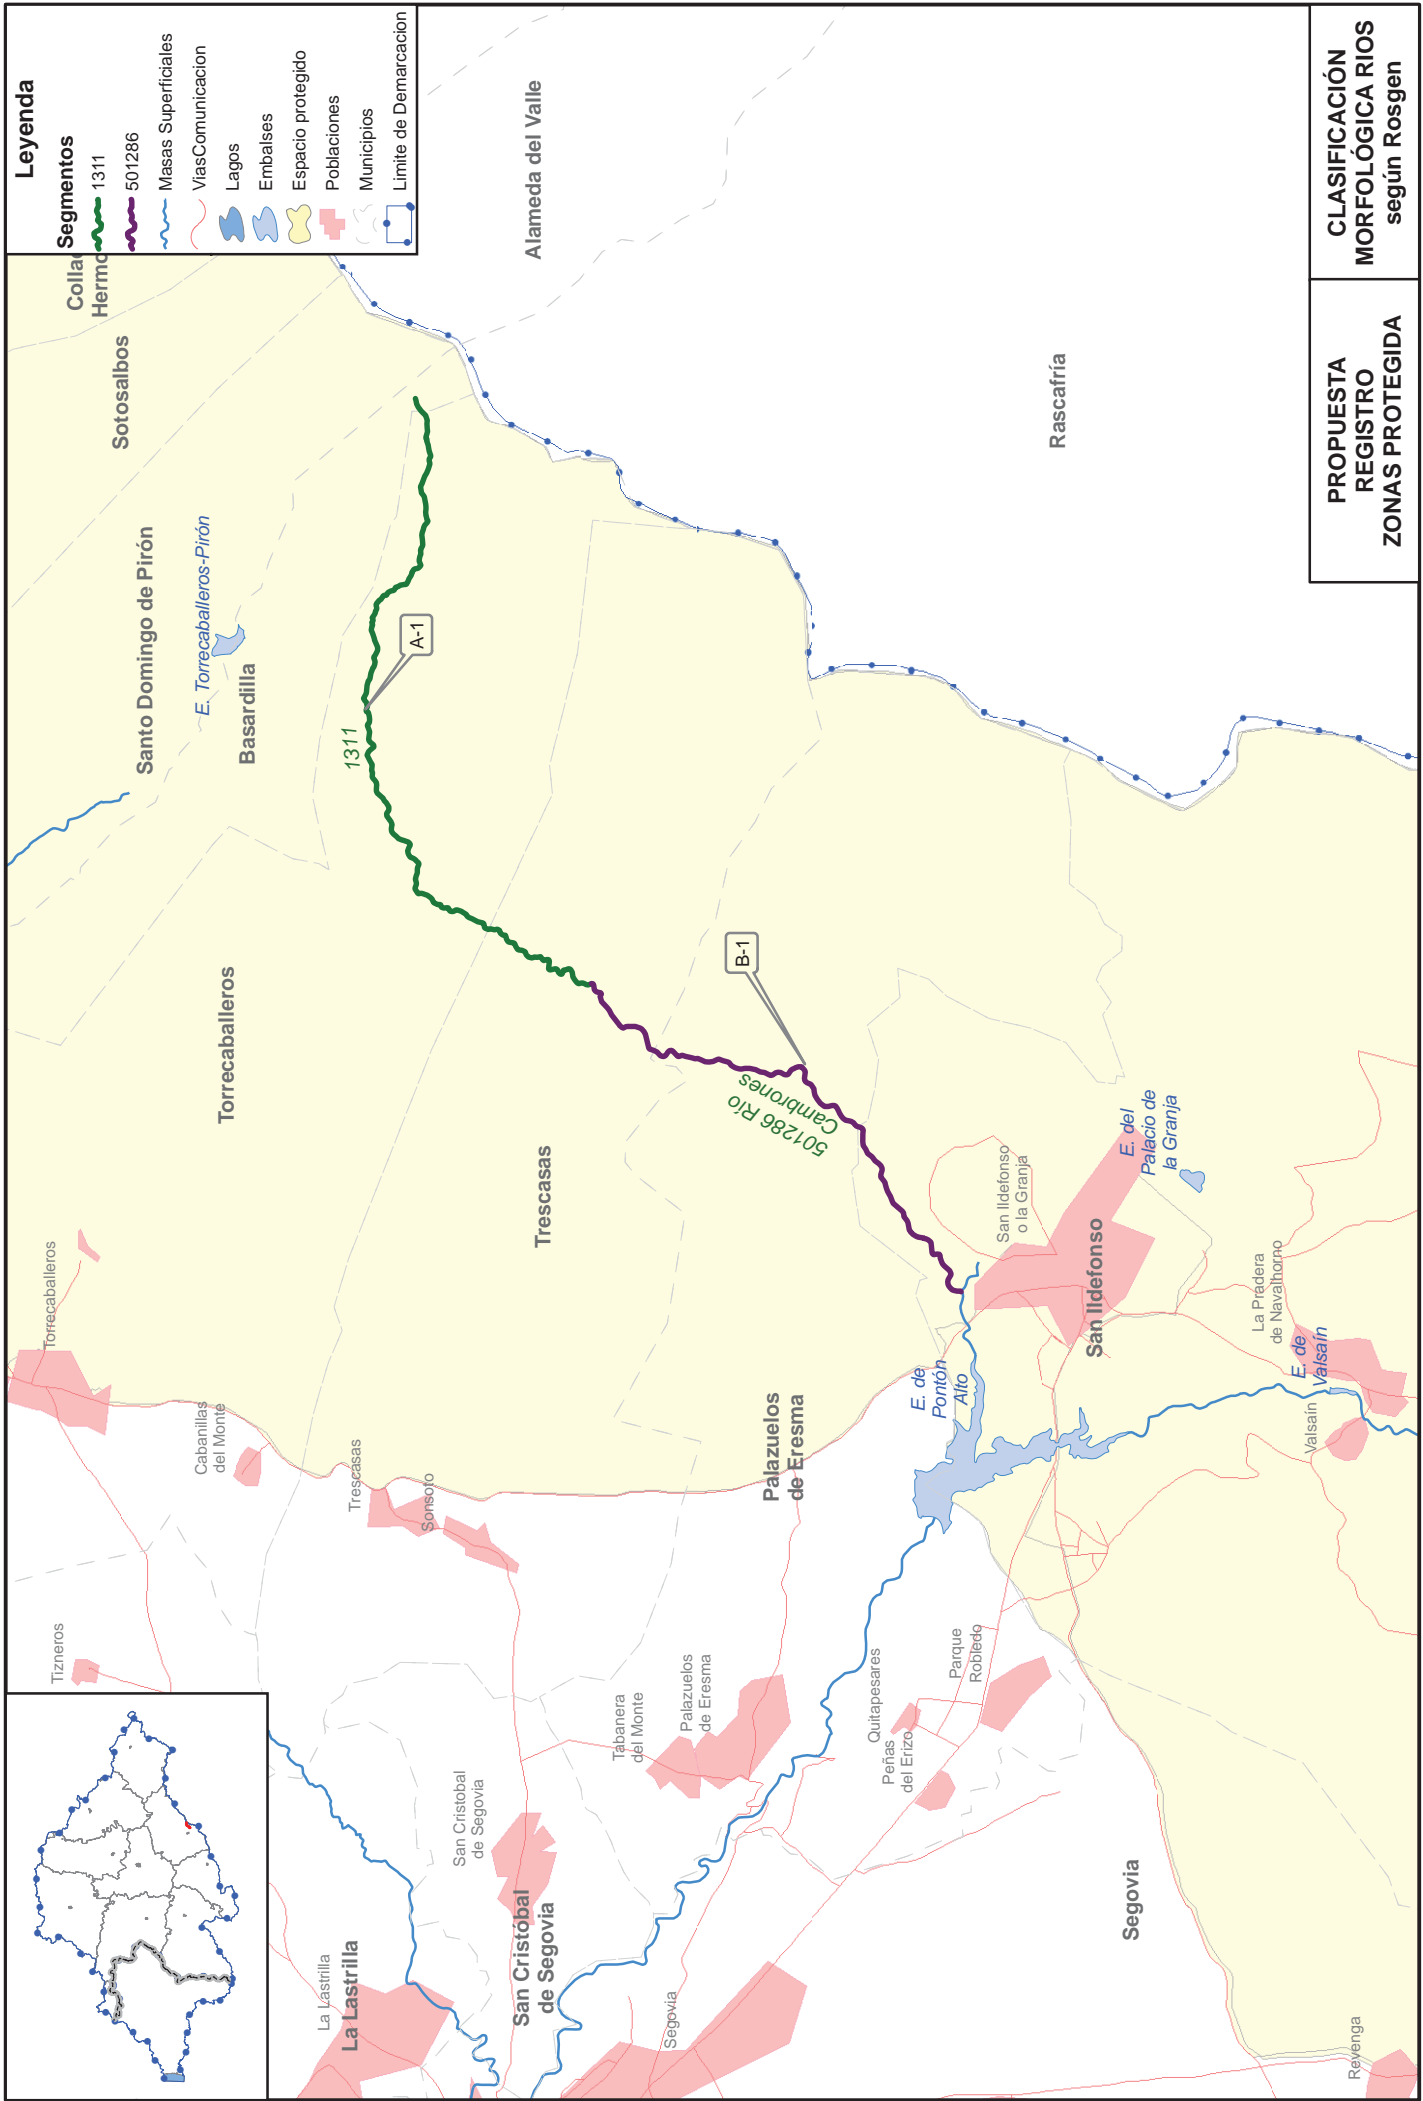 Leyenda
Segmentos
1311
501286
Masas Superficiales
ViasComunicacion
Lagos
Embalses
Espacio protegido
Poblaciones
Municipios
Limite de Demarcacion
Collad
Hermo
Sotosalbos
Alameda del Valle
Santo Domingo de Pirón
E. Torrecaballeros-Pirón
Basardilla
Rascafría
1311
A-1
Torrecaballeros
B-1
501286 Río
Cambrones
Trescasas
Torrecaballeros
San Ildefonso
o la Granja
E. del
Palacio de
la Granja
San Ildefonso
La Pradera
de Navalhorno
E. de
Valsaín
Valsaín
E. de
Pontón
Alto
Palazuelos
de Eresma
Cabanillas
del Monte
Trescasas
Sonsoto
Tizneros
Tabanera
del Monte
Palazuelos
de Eresma
Quitapesares
Parque
Robledo
Peñas
del Erizo
San Cristobal
de Segovia
San Cristóbal
de Segovia
La Lastrilla
La Lastrilla
Segovia
Segovia
Revenga
PROPUESTA
REGISTRO
ZONAS PROTEGIDA
CLASIFICACIÓN
MORFOLÓGICA RIOS
según Rosgen